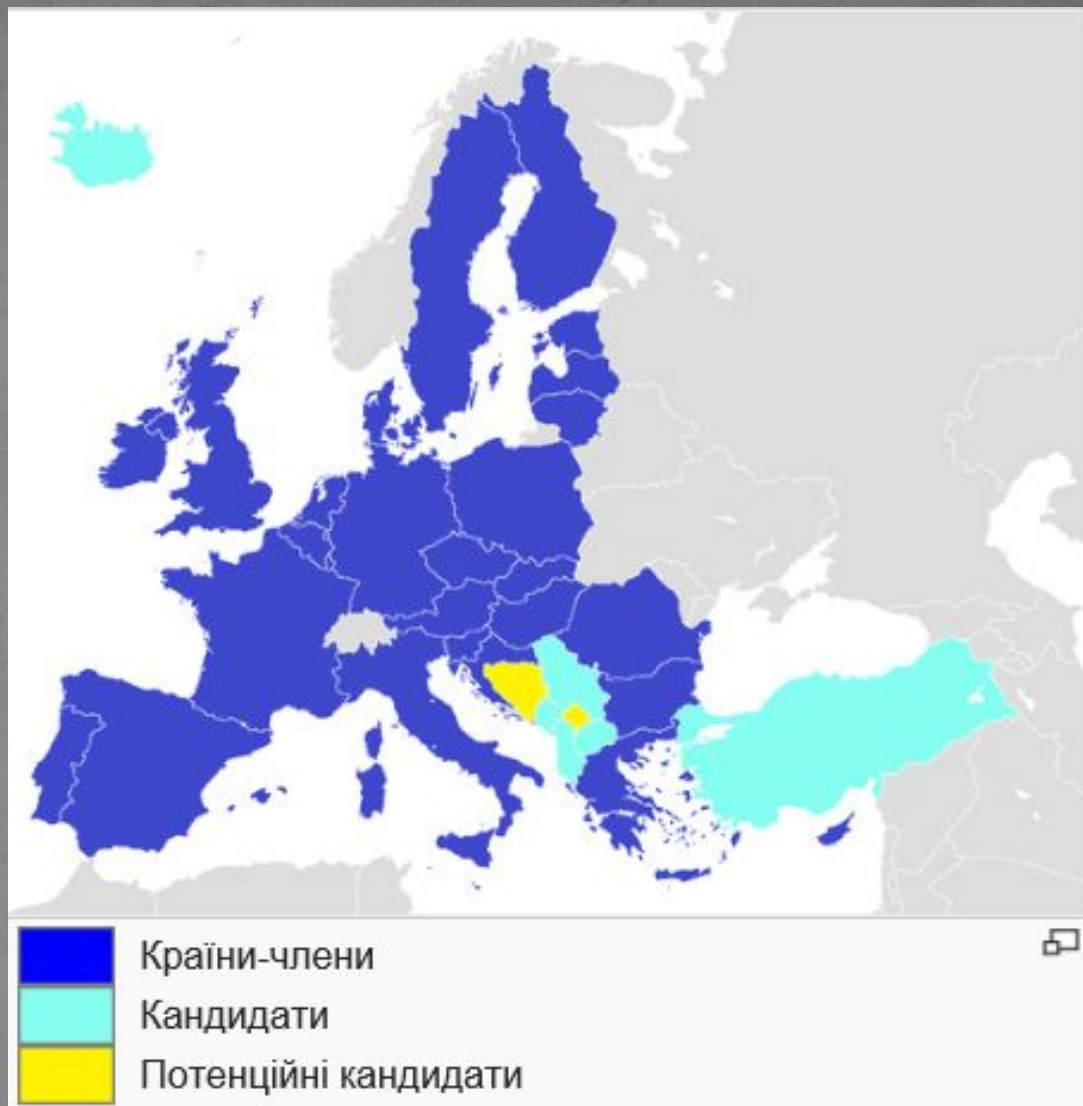 Країни-члени
Кандидати
Потенційні кандидати